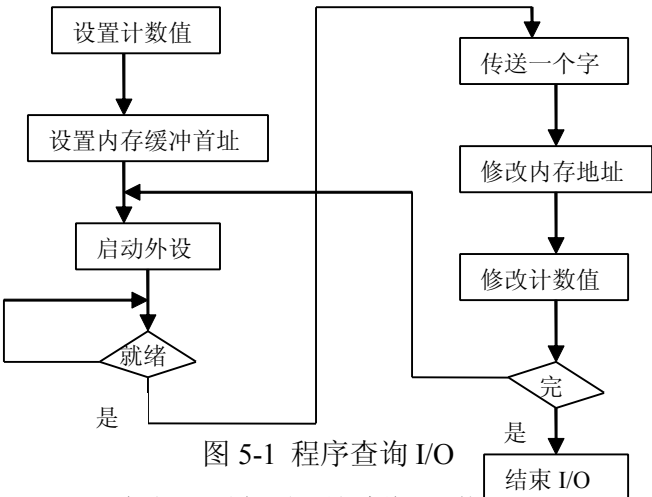 设置计数值
设置内存缓冲首址
启动外设
就绪
是
传送一个字
修改内存地址
修改计数值
完
是
结束 I/O
图 5-1 程序查询 I/O